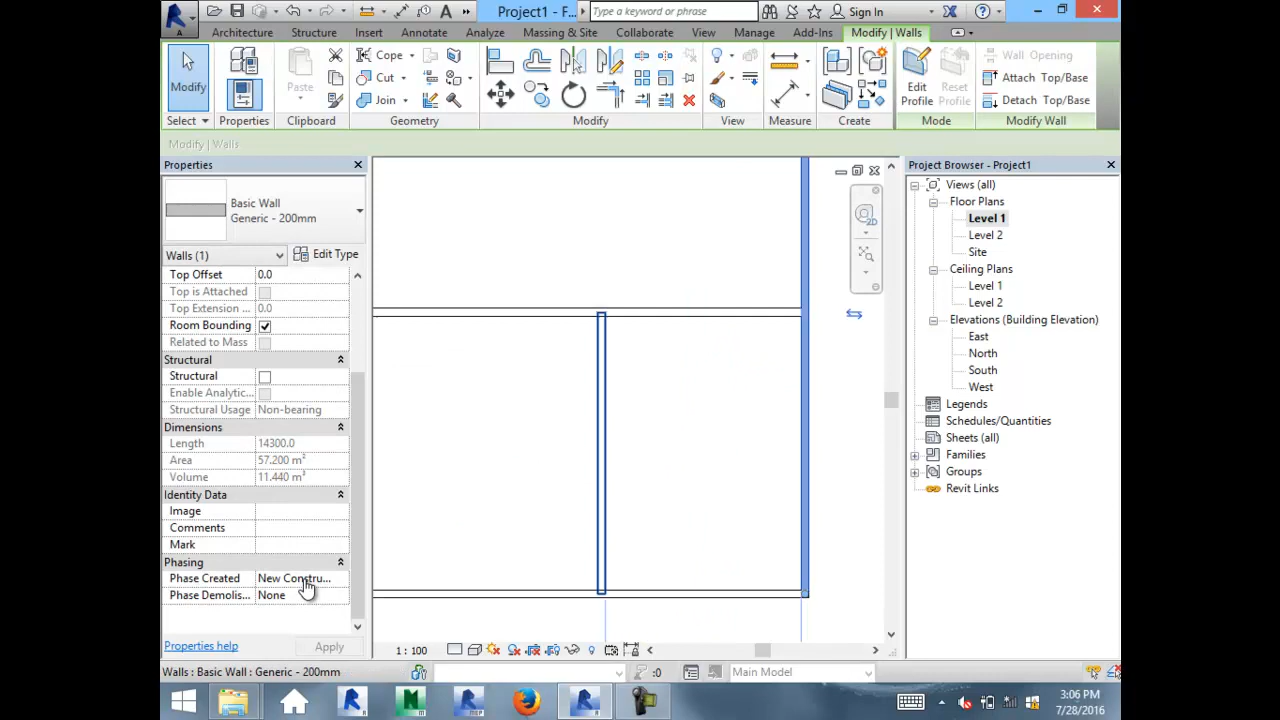 Project1 - F...
Type a keyword or phrase
Sign In
Architecture Structure Insert Annotate Analyze Massing & Site Collaborate View Manage Add-Ins Modify | Walls
Modify
Select
Properties
Paste
Clipboard
Cope
Cut
Join
Geometry
Modify
View
Measure
Create
Edit
Profile
Reset
Profile
Mode
Wall Opening
Attach Top/Base
Detach Top/Base
Modify Wall
Modify | Walls
Properties
Basic Wall
Generic - 200mm
Walls (1)
Edit Type
Top Offset 0.0
Top is Attached
Top Extension ...
Room Bounding
Related to Mass
Structural
Structural
Enable Analytic...
Structural Usage Non-bearing
Dimensions
Length 14300.0
Area 57.200 m²
Volume 11.440 m³
Identity Data
Image
Comments
Mark
Phasing
Phase Created New Constru...
Phase Demolis... None
Properties help
Apply
2D
Project Browser - Project1
Views (all)
Floor Plans
Level 1
Level 2
Site
Ceiling Plans
Level 1
Level 2
Elevations (Building Elevation)
East
North
South
West
Legends
Schedules/Quantities
Sheets (all)
Families
Groups
Revit Links
1 : 100
Walls : Basic Wall : Generic - 200mm
:0
Main Model
3:06 PM
7/28/2016